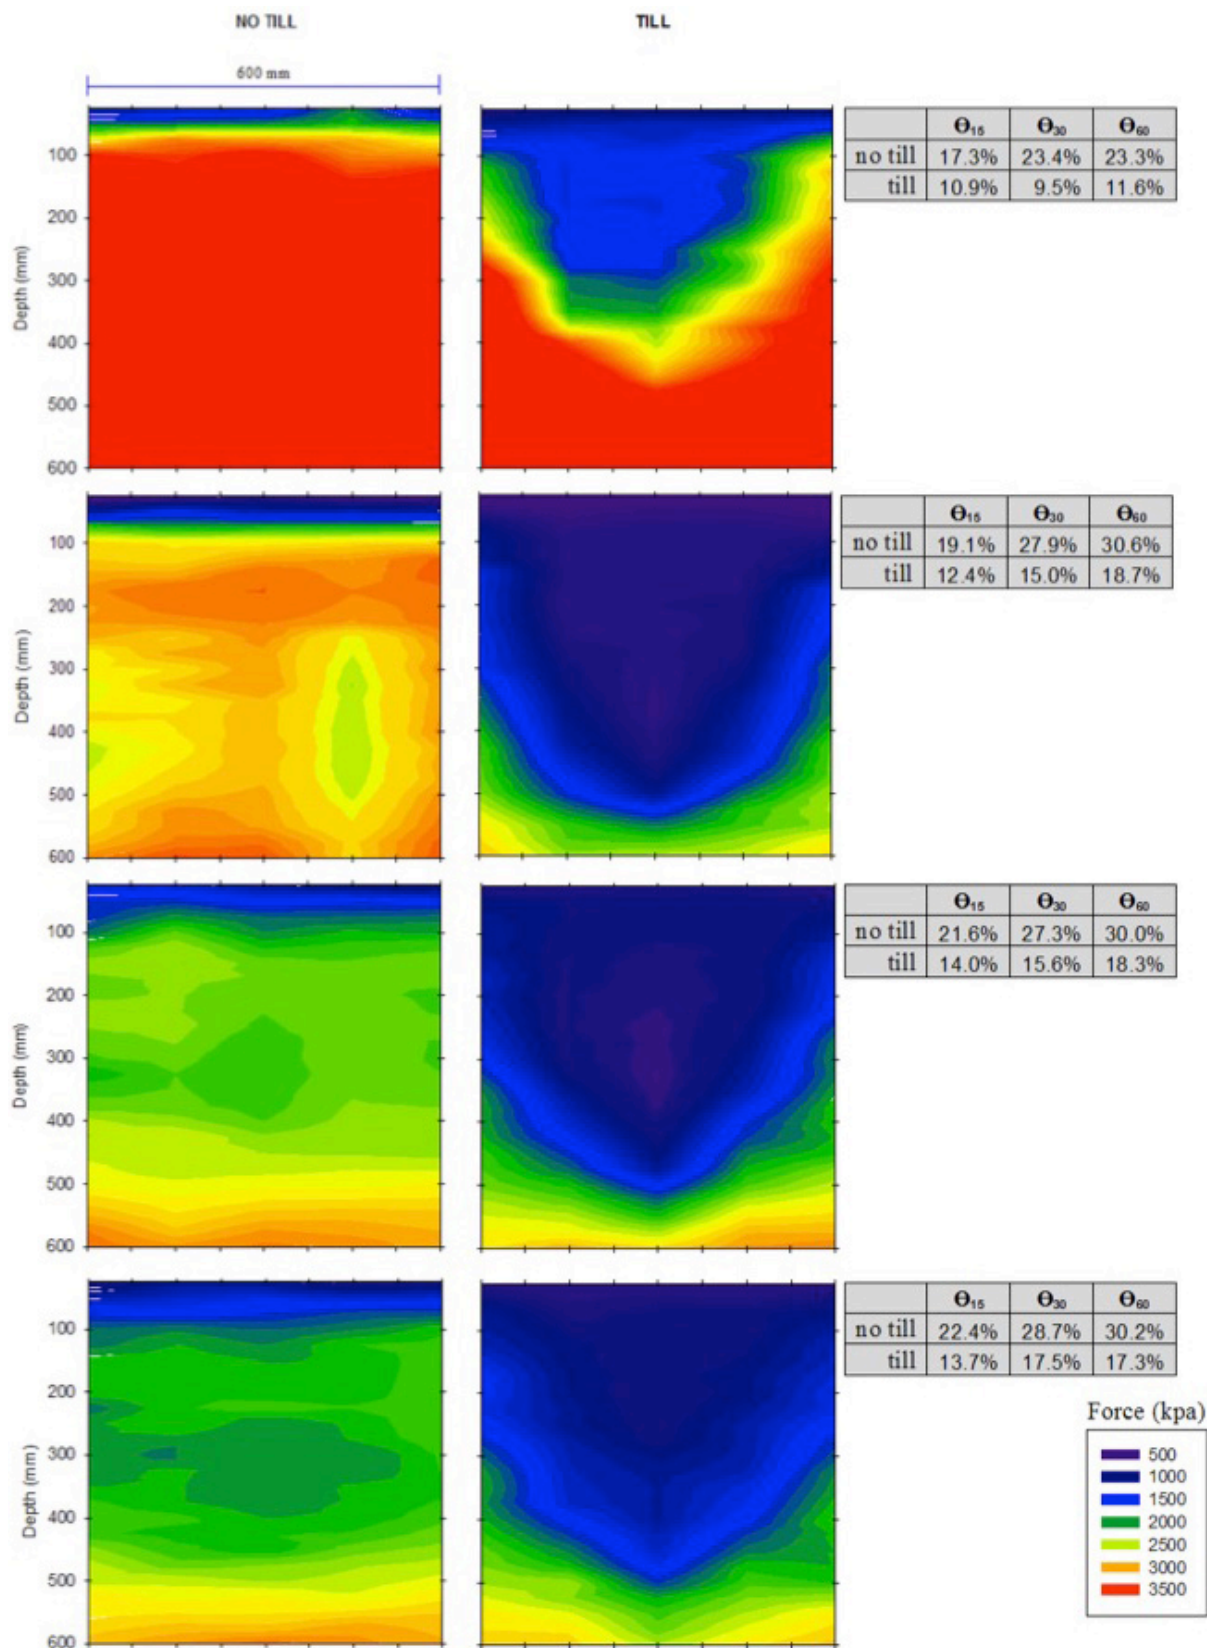 NO TILL
TILL
600 mm
Depth (mm)
100
200
300
400
500
600
Θ15 Θ30 Θ60
no till 17.3% 23.4% 23.3%
till 10.9% 9.5% 11.6%
Depth (mm)
100
200
300
400
500
600
Θ15 Θ30 Θ60
no till 19.1% 27.9% 30.6%
till 12.4% 15.0% 18.7%
Depth (mm)
100
200
300
400
500
600
Θ15 Θ30 Θ60
no till 21.6% 27.3% 30.0%
till 14.0% 15.6% 18.3%
Depth (mm)
100
200
300
400
500
600
Θ15 Θ30 Θ60
no till 22.4% 28.7% 30.2%
till 13.7% 17.5% 17.3%
Force (kpa)
500
1000
1500
2000
2500
3000
3500